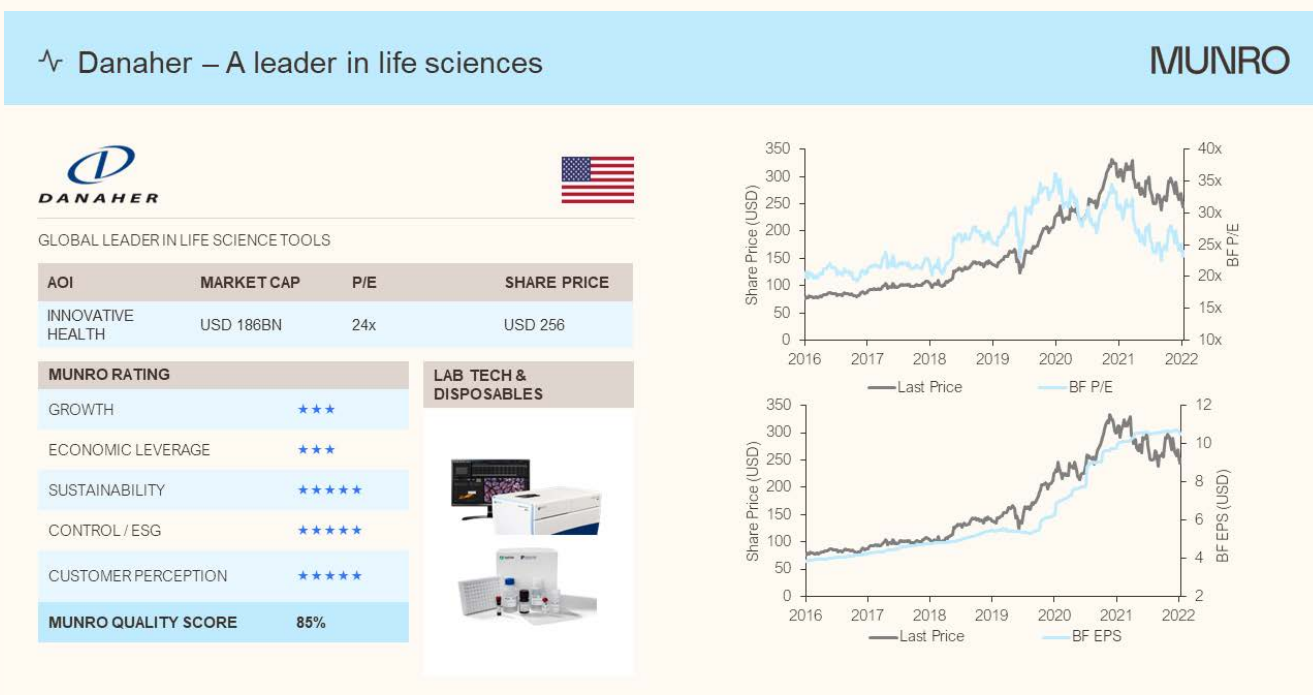 Danaher – A leader in life sciences
MUNRO
DANAHER
GLOBAL LEADER IN LIFE SCIENCE TOOLS
AOI MARKET CAP P/E SHARE PRICE
INNOVATIVE
HEALTH
USD 186BN 24x USD 256
MUNRO RATING
GROWTH ★★★
ECONOMIC LEVERAGE ★★★
SUSTAINABILITY ★★★★★
CONTROL / ESG ★★★★★
CUSTOMER PERCEPTION ★★★★★
MUNRO QUALITY SCORE 85%
LAB TECH &
DISPOSABLES
Share Price (USD)
350
300
250
200
150
100
50
0
40x
35x
30x
25x
20x
15x
10x
BF P/E
2016 2017 2018 2019 2020 2021 2022
Last Price BF P/E
Share Price (USD)
350
300
250
200
150
100
50
0
12
10
8
6
4
2
BF EPS (USD)
2016 2017 2018 2019 2020 2021 2022
Last Price BF EPS